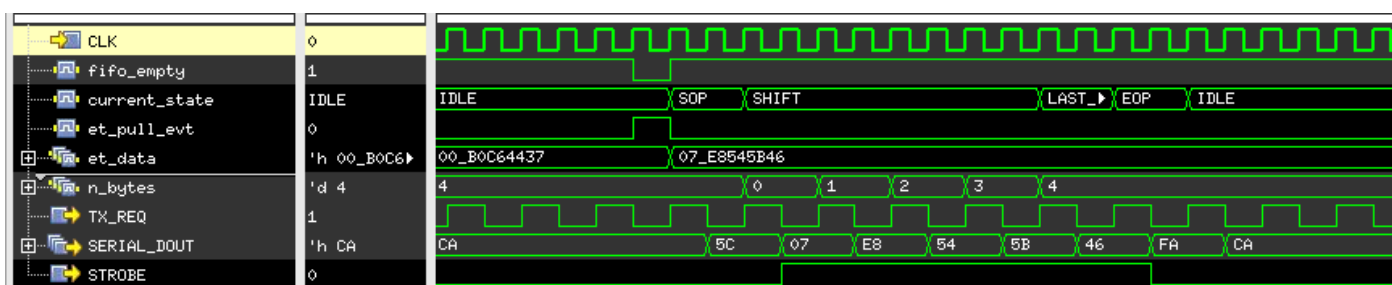 CLK 0
fifo_empty 1
current_state IDLE IDLE SOP SHIFT LAST_ EOP IDLE
et_pull_evt 0
et_data 'h 00_B0C6 00_B0C64437 07_E8545B46
n_bytes 'd 4 4 0 1 2 3 4
TX_REQ 1
SERIAL_DOUT 'h CA CA 5C 07 E8 54 5B 46 FA CA
STROBE 0